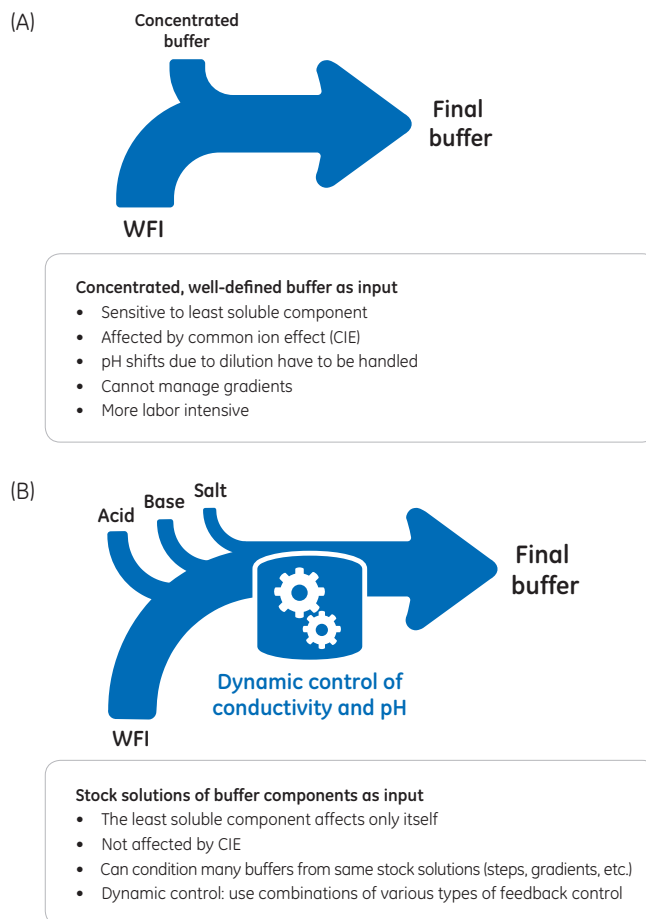 (A)
Concentrated
buffer
Final
buffer
WFI
Concentrated, well-defined buffer as input
• Sensitive to least soluble component
• Affected by common ion effect (CIE)
• pH shifts due to dilution have to be handled
• Cannot manage gradients
• More labor intensive
(B)
Acid
Base
Salt
Final
buffer
Dynamic control of
conductivity and pH
WFI
Stock solutions of buffer components as input
• The least soluble component affects only itself
• Not affected by CIE
• Can condition many buffers from same stock solutions (steps, gradients, etc.)
• Dynamic control: use combinations of various types of feedback control